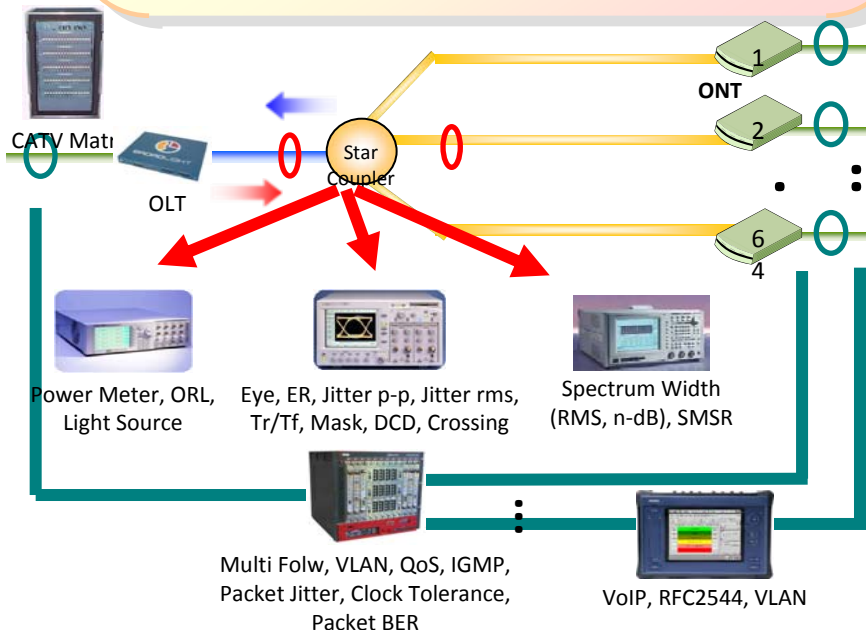 1
ONT
CATV Matr
2
Star
Coupler
OLT
6
4
Power Meter, ORL,
Light Source
Eye, ER, Jitter p-p, Jitter rms,
Tr/Tf, Mask, DCD, Crossing
Spectrum Width
(RMS, n-dB), SMSR
Multi Folw, VLAN, QoS, IGMP,
Packet Jitter, Clock Tolerance,
Packet BER
VoIP, RFC2544, VLAN